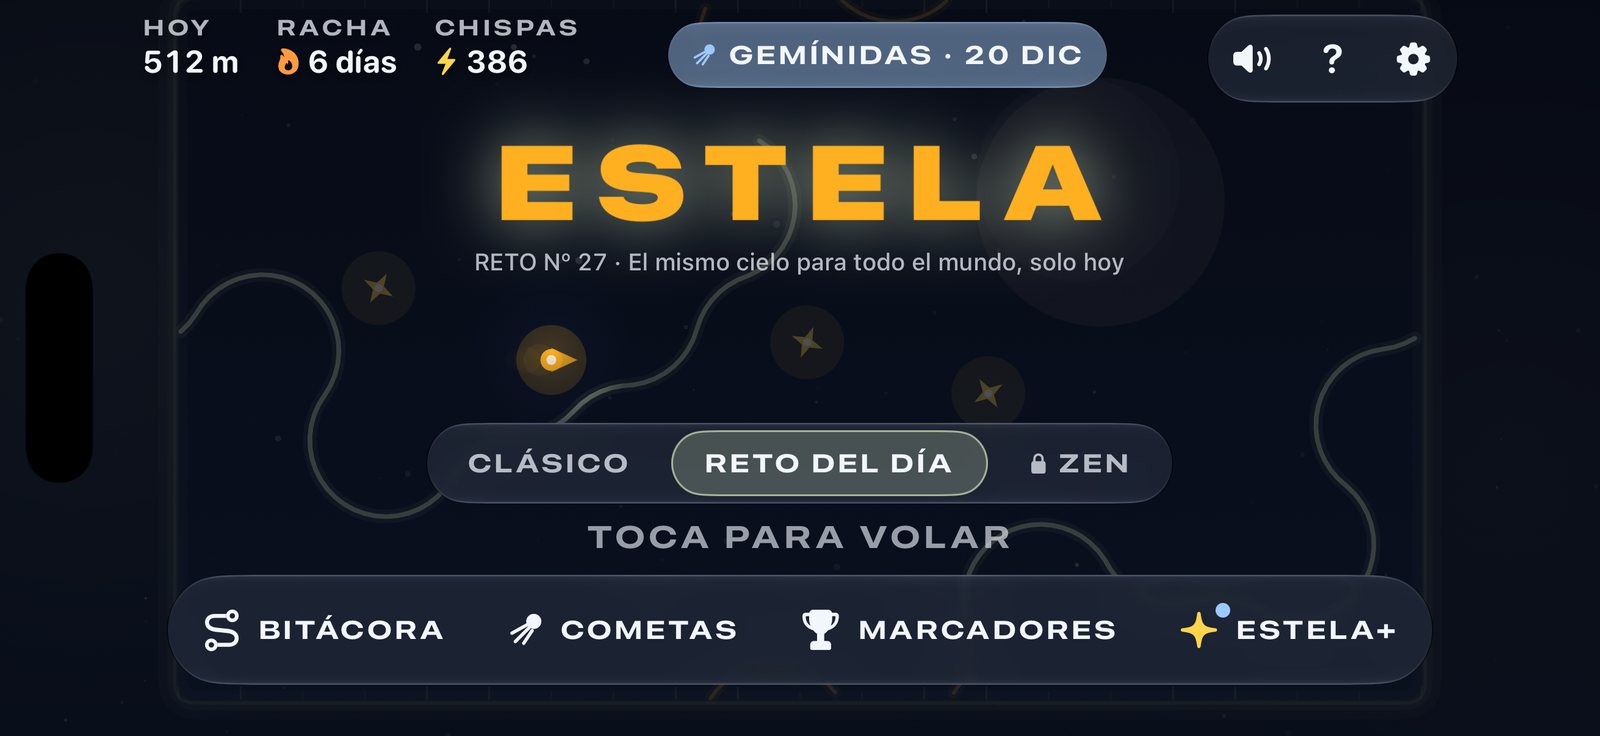 HOY
512 m
RACHA
6 días
CHISPAS
386
GEMÍNIDAS · 20 DIC
?
ESTELA
RETO Nº 27 · El mismo cielo para todo el mundo, solo hoy
CLÁSICO
RETO DEL DÍA
ZEN
TOCA PARA VOLAR
BITÁCORA
COMETAS
MARCADORES
ESTELA+